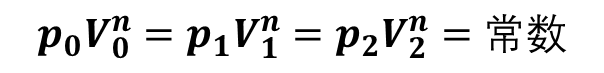 p₀V₀ⁿ = p₁V₁ⁿ = p₂V₂ⁿ = 常数